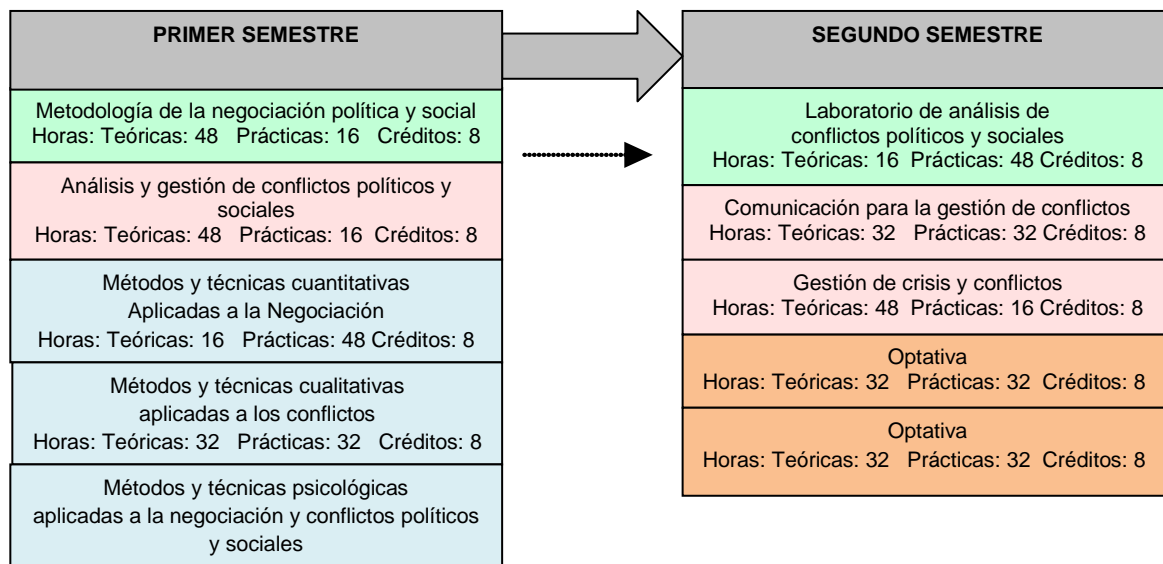 PRIMER SEMESTRE
Metodología de la negociación política y social
Horas: Teóricas: 48 Prácticas: 16 Créditos: 8
Análisis y gestión de conflictos políticos y
sociales
Horas: Teóricas: 48 Prácticas: 16 Créditos: 8
Métodos y técnicas cuantitativas
Aplicadas a la Negociación
Horas: Teóricas: 16 Prácticas: 48 Créditos: 8
Métodos y técnicas cualitativas
aplicadas a los conflictos
Horas: Teóricas: 32 Prácticas: 32 Créditos: 8
Métodos y técnicas psicológicas
aplicadas a la negociación y conflictos políticos
y sociales
SEGUNDO SEMESTRE
Laboratorio de análisis de
conflictos políticos y sociales
Horas: Teóricas: 16 Prácticas: 48 Créditos: 8
Comunicación para la gestión de conflictos
Horas: Teóricas: 32 Prácticas: 32 Créditos: 8
Gestión de crisis y conflictos
Horas: Teóricas: 48 Prácticas: 16 Créditos: 8
Optativa
Horas: Teóricas: 32 Prácticas: 32 Créditos: 8
Optativa
Horas: Teóricas: 32 Prácticas: 32 Créditos: 8